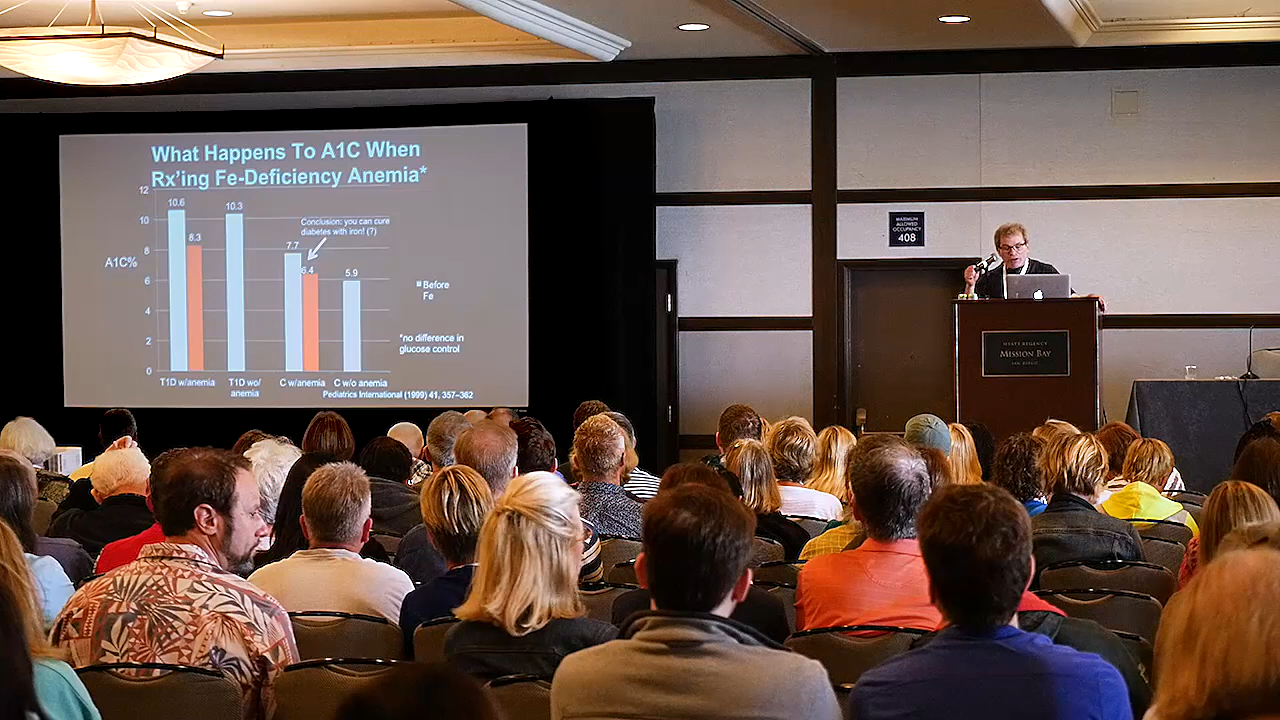 What Happens To A1C When
Rx'ing Fe-Deficiency Anemia*
12
10
8
6
4
2
0
A1C%
10.6
8.3
10.3
7.7
6.4
5.9
Conclusion: you can cure
diabetes with iron! (?)
Before
Fe
*no difference in
glucose control
T1D w/anemia
T1D wo/
anemia
C w/anemia
C w/o anemia
Pediatrics International (1999) 41, 357–362
MAXIMUM
ALLOWED
OCCUPANCY
408
HYATT REGENCY
MISSION BAY
SAN DIEGO